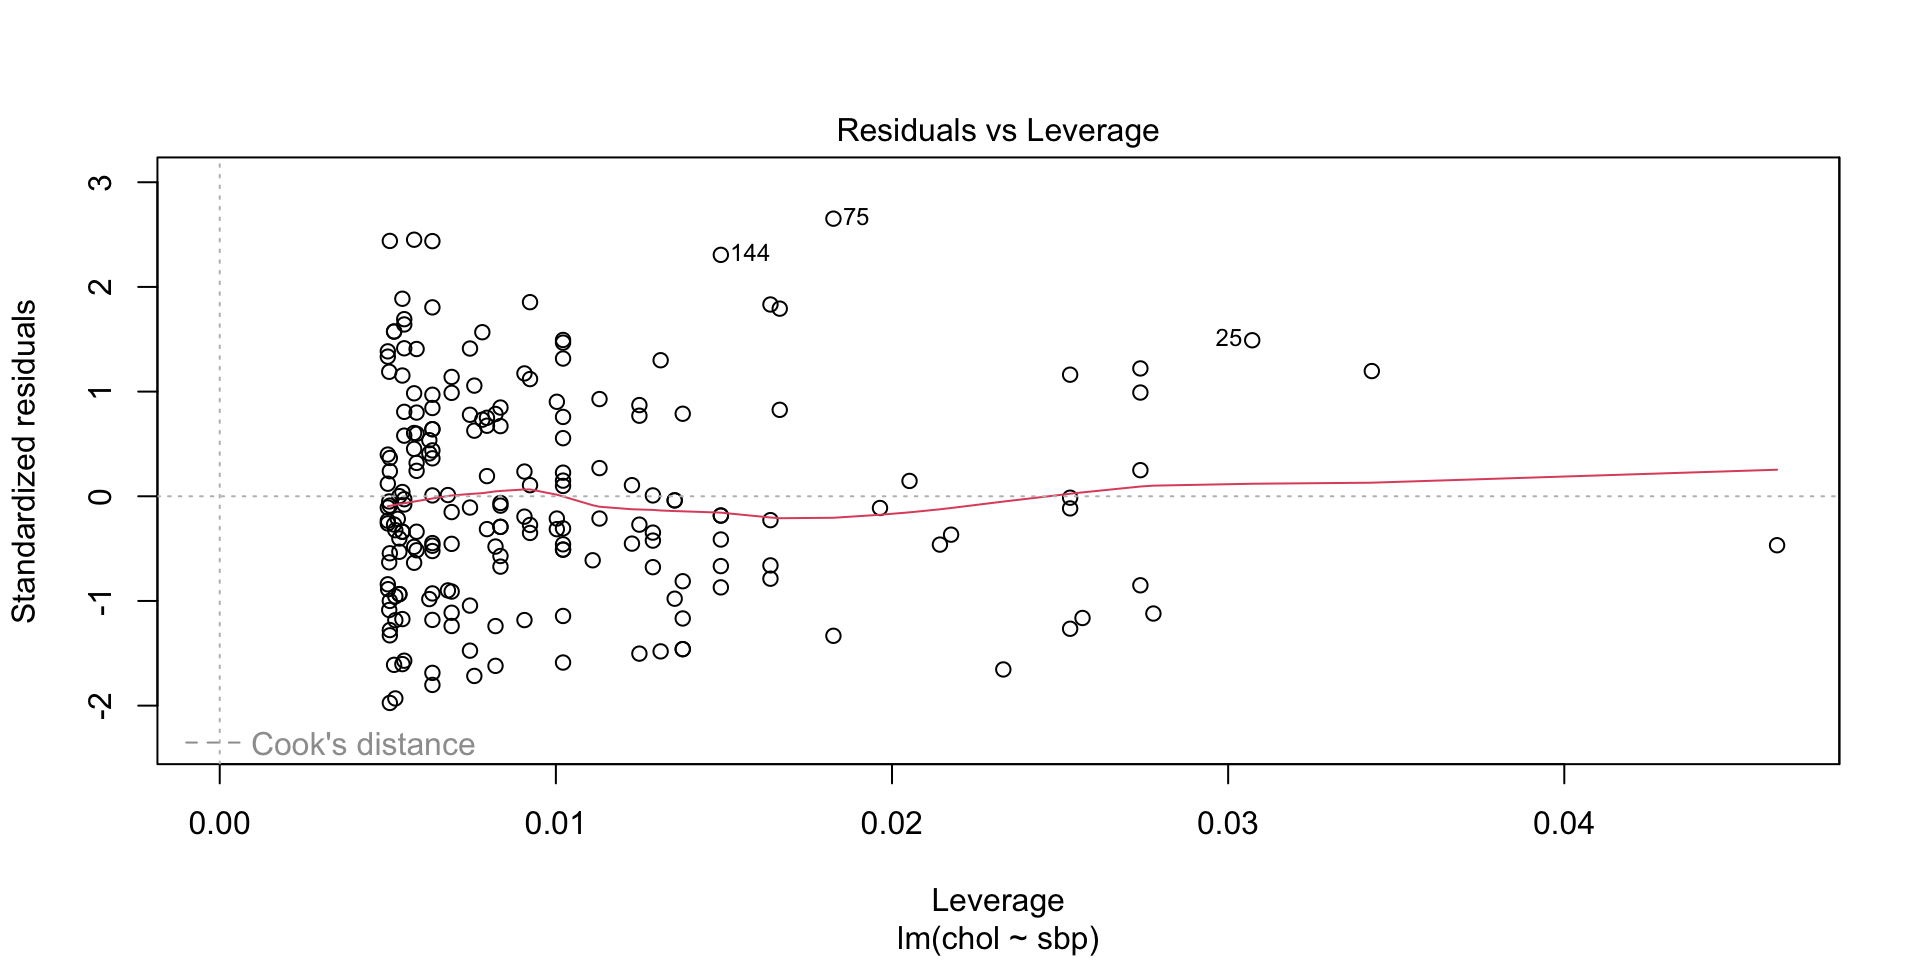 Residuals vs Leverage
Standardized residuals
3
2
1
0
-1
-2
75
144
25
Cook's distance
0.00 0.01 0.02 0.03 0.04
Leverage
lm(chol ~ sbp)